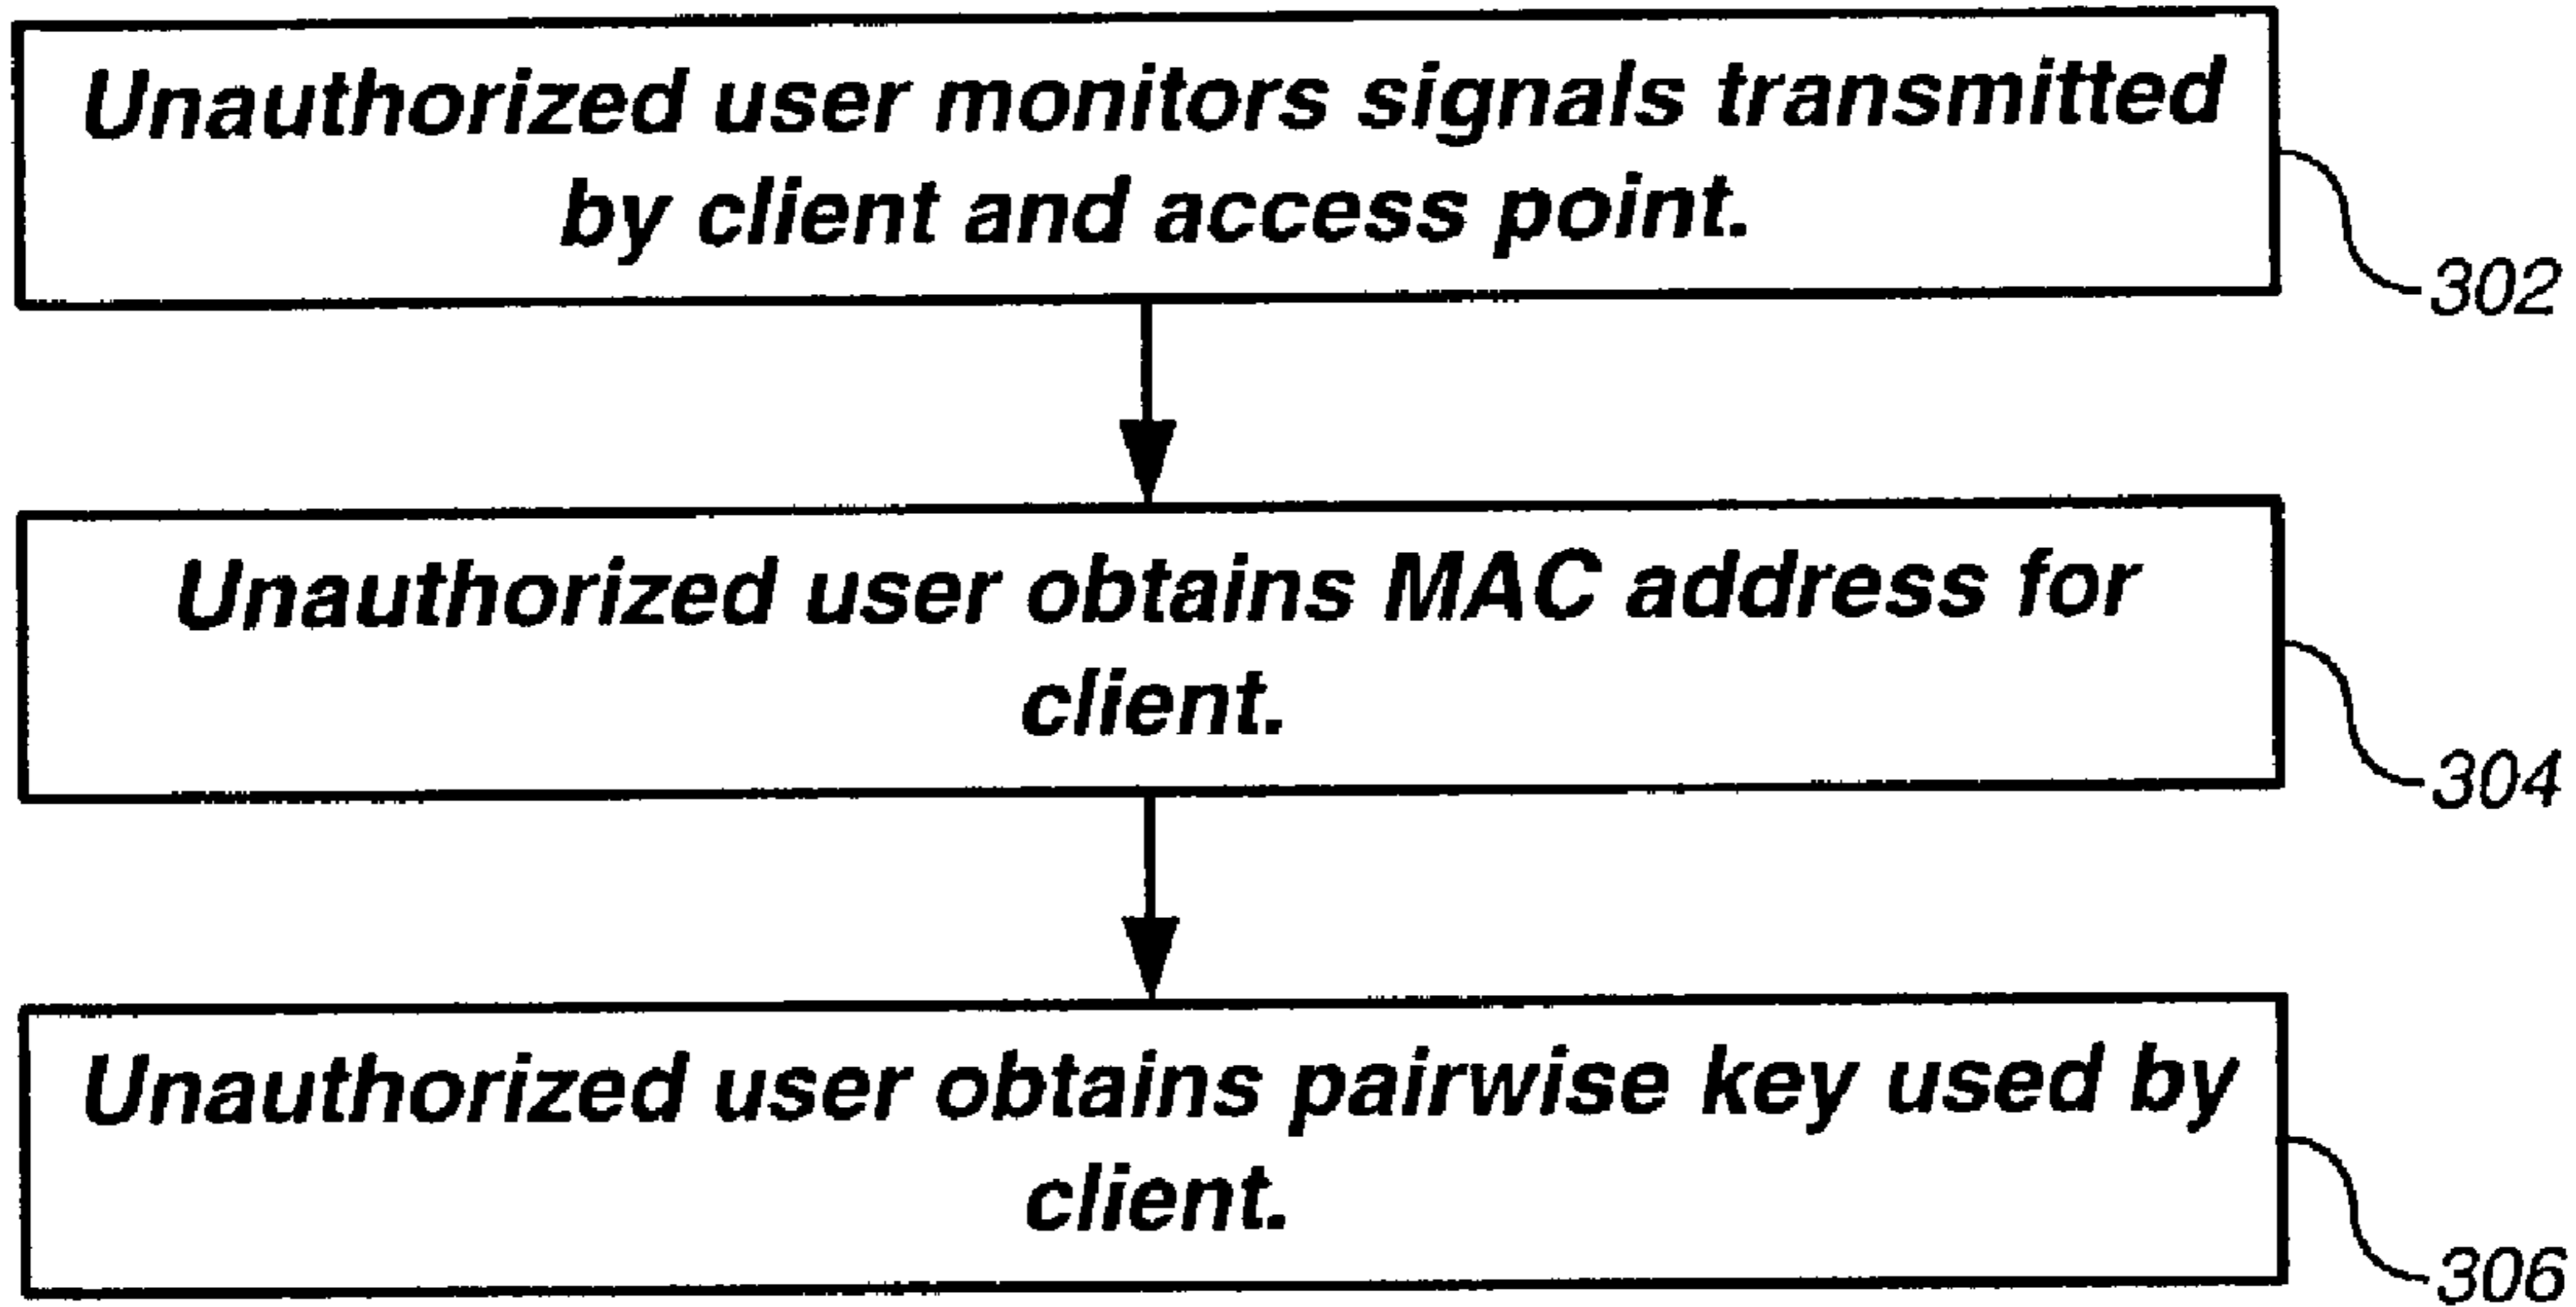 Unauthorized user monitors signals transmitted
by client and access point.
302
Unauthorized user obtains MAC address for
client.
304
Unauthorized user obtains pairwise key used by
client.
306